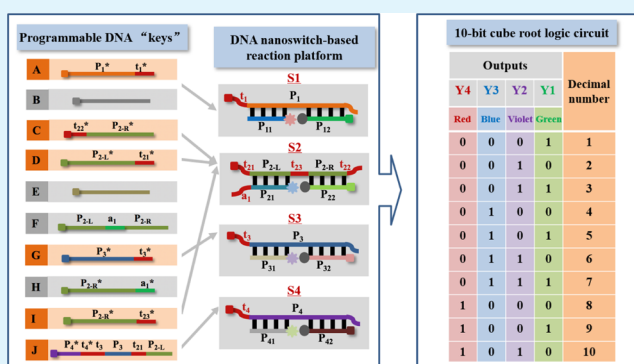 Programmable DNA “keys”
DNA nanoswitch-based reaction platform
10-bit cube root logic circuit
A P1* t1*
B
C t22* P2-R*
D P2-L* t21*
E
F P2-L a1 P2-R
G P3* t3*
H P2-R* a1*
I P2-R* t23*
J P4* t4* t3 P3 t21 P2-L
S1
t1 P1
P11 P12
S2
t21 P2-L t23 P2-R t22
a1 P21 P22
S3
t3 P3
P31 P32
S4
t4 P4
P41 P42
Outputs Decimal number
Y4 Y3 Y2 Y1
Red Blue Violet Green
0 0 0 1 1
0 0 1 0 2
0 0 1 1 3
0 1 0 0 4
0 1 0 1 5
0 1 1 0 6
0 1 1 1 7
1 0 0 0 8
1 0 0 1 9
1 0 1 0 10